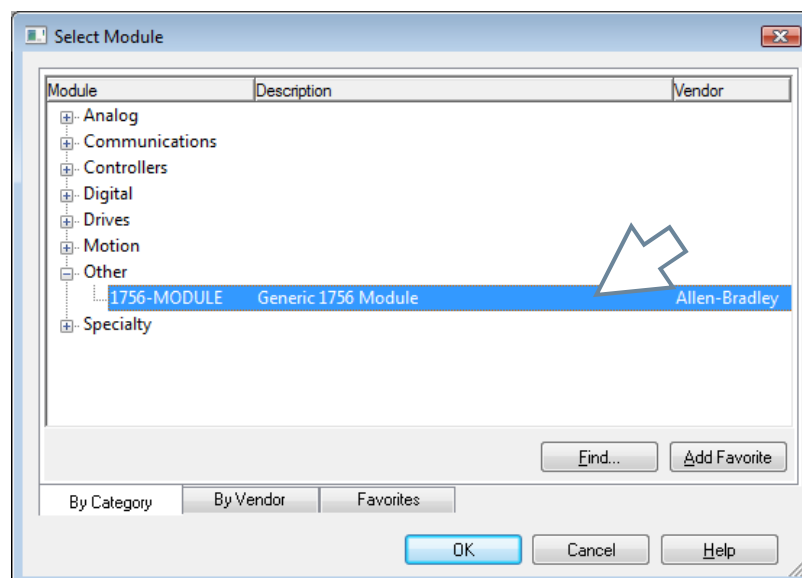 Select Module
Module Description Vendor
Analog
Communications
Controllers
Digital
Drives
Motion
Other
1756-MODULE Generic 1756 Module Allen-Bradley
Specialty
Find... Add Favorite
By Category By Vendor Favorites
OK Cancel Help